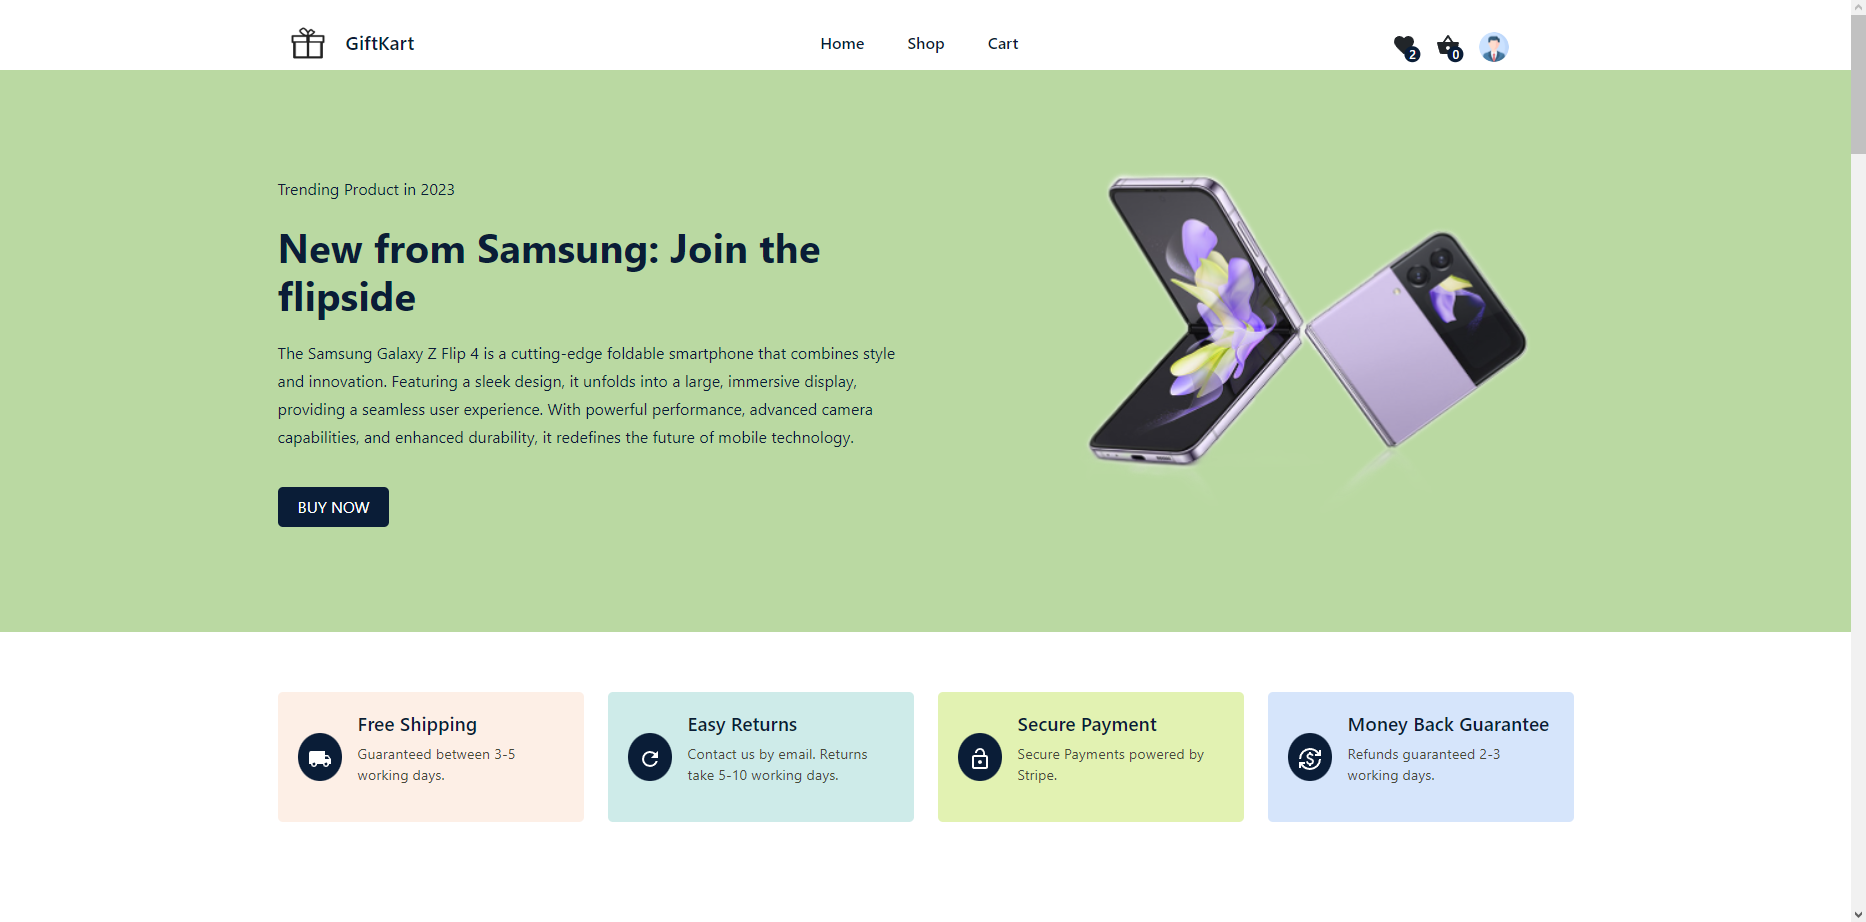 GiftKart
Home Shop Cart
2 0
Trending Product in 2023
New from Samsung: Join the
flipside
The Samsung Galaxy Z Flip 4 is a cutting-edge foldable smartphone that combines style
and innovation. Featuring a sleek design, it unfolds into a large, immersive display,
providing a seamless user experience. With powerful performance, advanced camera
capabilities, and enhanced durability, it redefines the future of mobile technology.
BUY NOW
Free Shipping
Guaranteed between 3-5
working days.
Easy Returns
Contact us by email. Returns
take 5-10 working days.
Secure Payment
Secure Payments powered by
Stripe.
Money Back Guarantee
Refunds guaranteed 2-3
working days.